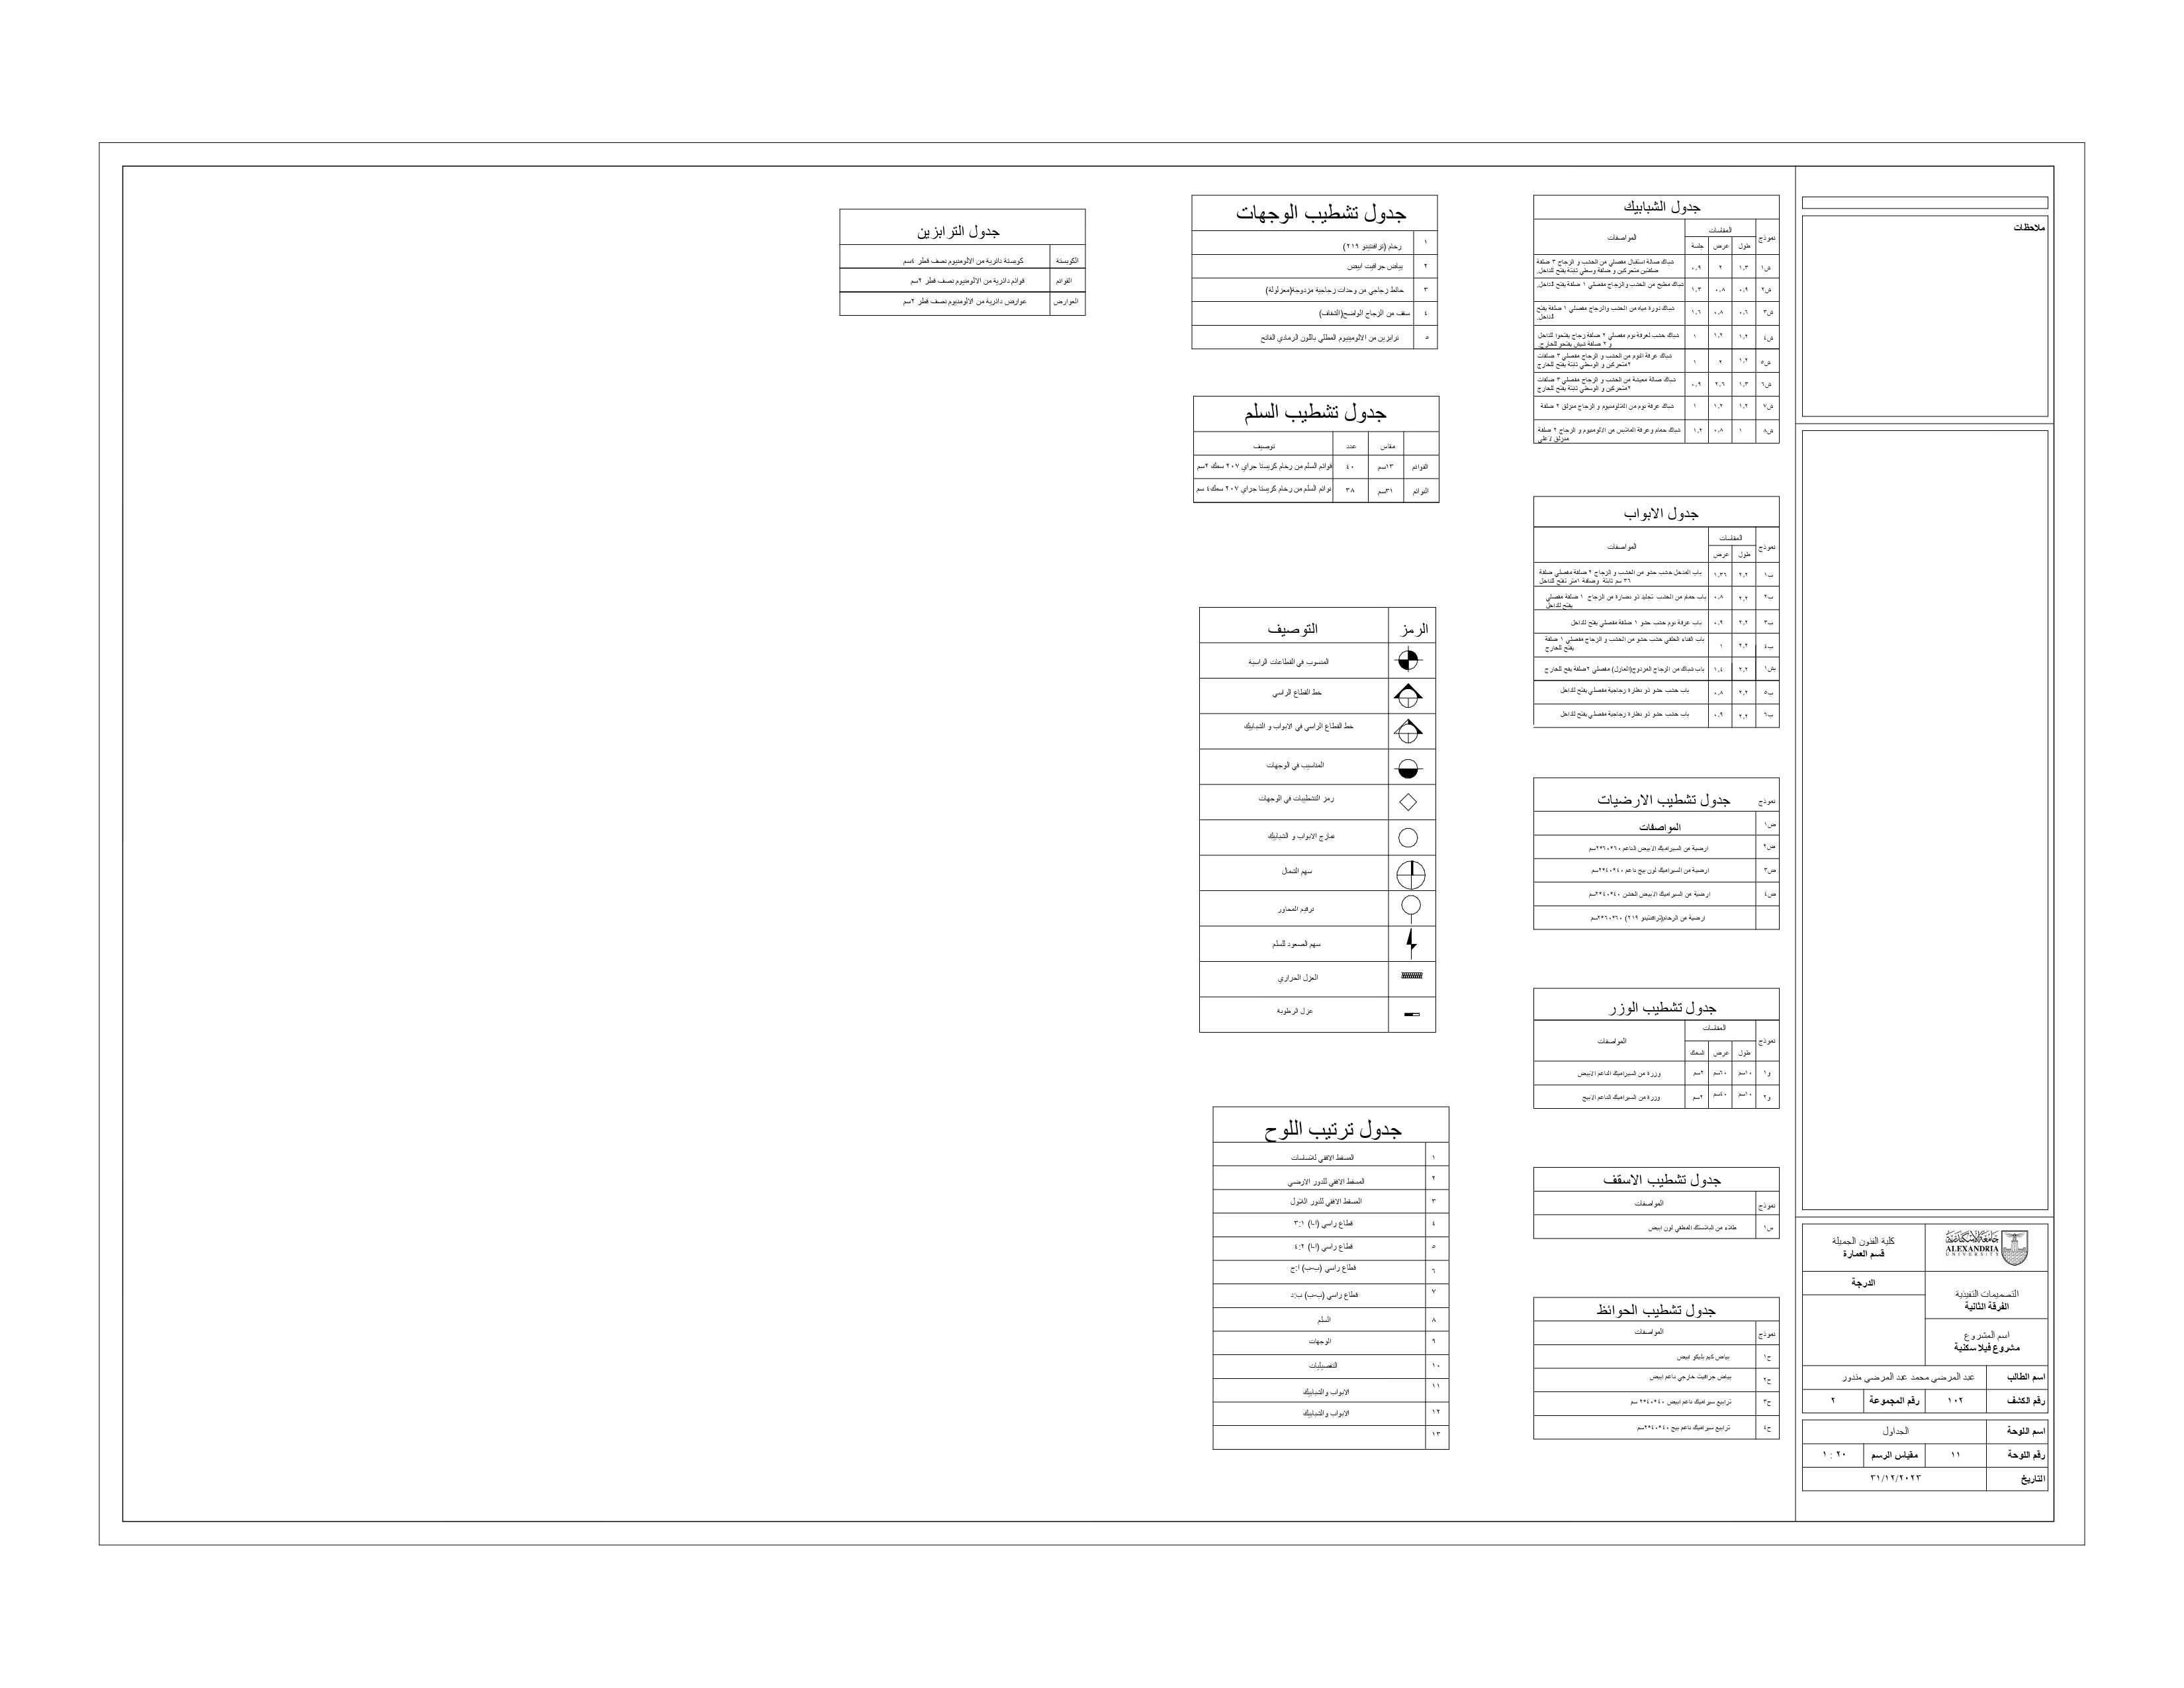 ملاحظات
جدول الشبابيك
نموذج
المقاسات
المواصفات
طول عرض جلسة
ش١ ١,٣ ٢ ٠,٩ شباك صالة استقبال مفصلي من الخشب و الزجاج ٣ ضلفة
ضلفتين متحركين و ضلفة وسطي ثابتة يفتح للداخل.
ش٢ ٠,٩ ٠,٨ ١,٣ شباك مطبخ من الخشب والزجاج مفصلي ١ ضلفة يفتح للداخل.
ش٣ ٠,٦ ٠,٨ ١,٦ شباك دورة مياه من الخشب والزجاج مفصلي ١ ضلفة يفتح
للداخل.
ش٤ ١,٢ ١,٢ ١ شباك خشب لغرفة نوم مفصلي ٢ ضلفة زجاج يفتحوا للداخل
و ٢ ضلفة شيش يفتحو للخارج.
ش٥ ١,٢ ٢ ١ شباك غرفة النوم من الخشب و الزجاج مفصلي ٣ ضلفات
٢متحركين و الوسطي ثابتة يفتح للخارج
ش٦ ١,٣ ٢,٦ ٠,٩ شباك صالة معيشة من الخشب و الزجاج مفصلي ٣ ضلفات
٢متحركين و الوسطي ثابتة يفتح للخارج
ش٧ ١,٢ ١,٢ ١ شباك غرفة نوم من الالومنيوم و الزجاج منزلق ٢ ضلفة
ش٨ ١ ٠,٨ ١,٢ شباك حمام وغرفة الملابس من الالومنيوم و الزجاج ٢ ضلفة
منزلق لاعلي
جدول الابواب
نموذج
المقاسات
المواصفات
طول عرض
ب١ ٢,٢ ١,٣٦ باب المدخل خشب حشو من الخشب و الزجاج ٢ ضلفة مفصلي ضلفة
٣٦ سم ثابتة وضلفة ١متر تفتح للداخل
ب٢ ٢,٢ ٠,٨ باب حمام من الخشب تجليد ذو نضارة من الزجاج ١ ضلفة مفصلي
يفتح للداخل
ب٣ ٢,٢ ٠,٩ باب غرفة نوم خشب حشو ١ ضلفة مفصلي يفتح للداخل
ب٤ ٢,٢ ١ باب الفناء الخلفي خشب حشو من الخشب و الزجاج مفصلي ١ ضلفة
يفتح للخارج
بش١ ٢,٢ ١,٤ باب شباك من الزجاج المزدوج(العازل) مفصلي ٢ضلفة يفتح للخارج
ب٥ ٢,٢ ٠,٨ باب خشب حشو ذو نظارة زجاجية مفصلي يفتح للداخل
ب٦ ٢,٢ ٠,٩ باب خشب حشو ذو نظارة زجاجية مفصلي يفتح للداخل
نموذج جدول تشطيب الارضيات
ض١ المواصفات
ض٢ ارضية من السيراميك الابيض الناعم ٦٠*٦٠*٢سم
ض٣ ارضية من السيراميك لون بيج ناعم ٤٠*٤٠*٢سم
ض٤ ارضية من السيراميك الابيض الخشن ٤٠*٤٠*٢سم
ارضية من الرخام(ترافنتينو ٢١٩) ٦٠*٦٠*٢سم
جدول تشطيب الوزر
نموذج
المقاسات
المواصفات
طول عرض السمك
و١ ١٠سم ٦٠سم ٢سم وزرة من السيراميك الناعم الابيض
و٢ ١٠سم ٤٠سم ٢سم وزرة من السيراميك الناعم الابيج
جدول تشطيب الاسقف
نموذج المواصفات
س١ طلاء من البلاستك المطفي لون ابيض
جدول تشطيب الحوائط
نموذج المواصفات
ح١ بياض كيم بليكو ابيض
ح٢ بياض جرافيت خارجي ناعم ابيض
ح٣ ترابيع سيراميك ناعم ابيض ٤٠*٤٠*٢ سم
ح٤ ترابيع سيراميك ناعم بيج ٤٠*٤٠*٢سم
جدول تشطيب الوجهات
١ رخام (ترافنتينو ٢١٩)
٢ بياض جرافيت ابيض
٣ حائط زجاجي من وحدات زجاجية مزدوجة(معزلولة)
٤ سقف من الزجاج الواضح(الشفاف)
٥ ترابزين من الالومينيوم المطلي باللون الرمادي الفاتح
جدول تشطيب السلم
مقاس عدد توصيف
القوائم ١٣سم ٤٠ قوائم السلم من رخام كريستا جراي ٢٠٧ سمك ٢سم
النوائم ٣١سم ٣٨ نوائم السلم من رخام كريستا جراي ٢٠٧ سمك٤ سم
الرمز التوصيف
المنسوب في القطاعات الراسية
خط القطاع الراسي
خط القطاع الراسي في الابواب و الشبابيك
المناسيب في الوجهات
رمز التشطيبات في الوجهات
نمازج الابواب و الشبابيك
سهم الشمال
ترقيم المحاور
سهم الصعود للسلم
العزل الحراري
عزل الرطوبة
جدول ترتيب اللوح
١ المسقط الافقي للاساسات
٢ المسقط الافقي للدور الارضي
٣ المسقط الافقي للدور الاول
٤ قطاع راسي (ا-ا) ٣:١
٥ قطاع راسي (ا-ا) ٤:٢
٦ قطاع راسي (ب-ب) ا:ج
٧ قطاع راسي (ب-ب) ب:د
٨ السلم
٩ الوجهات
١٠ التفصيليات
١١ الابواب والشبابيك
١٢ الابواب والشبابيك
١٣
جدول الترابزين
الكوبستة كوبستة دائرية من الالومنيوم نصف قطر ٤سم
القوائم قوائم دائرية من الالومنيوم نصف قطر ٢سم
العوارض عوارض دائرية من الالومنيوم نصف قطر ٢سم
جامعة الإسكندرية
ALEXANDRIA
UNIVERSITY
كلية الفنون الجميلة
قسم العمارة
الدرجة
التصميمات التنفيذية
الفرقة الثانية
اسم المشروع
مشروع فيلا سكنية
اسم الطالب عبد المرضي محمد عبد المرضي مندور
رقم الكشف ١٠٢ رقم المجموعة ٢
اسم اللوحة الجداول
رقم اللوحة ١١ مقياس الرسم ١ : ٢٠
التاريخ ٣١/١٢/٢٠٢٣